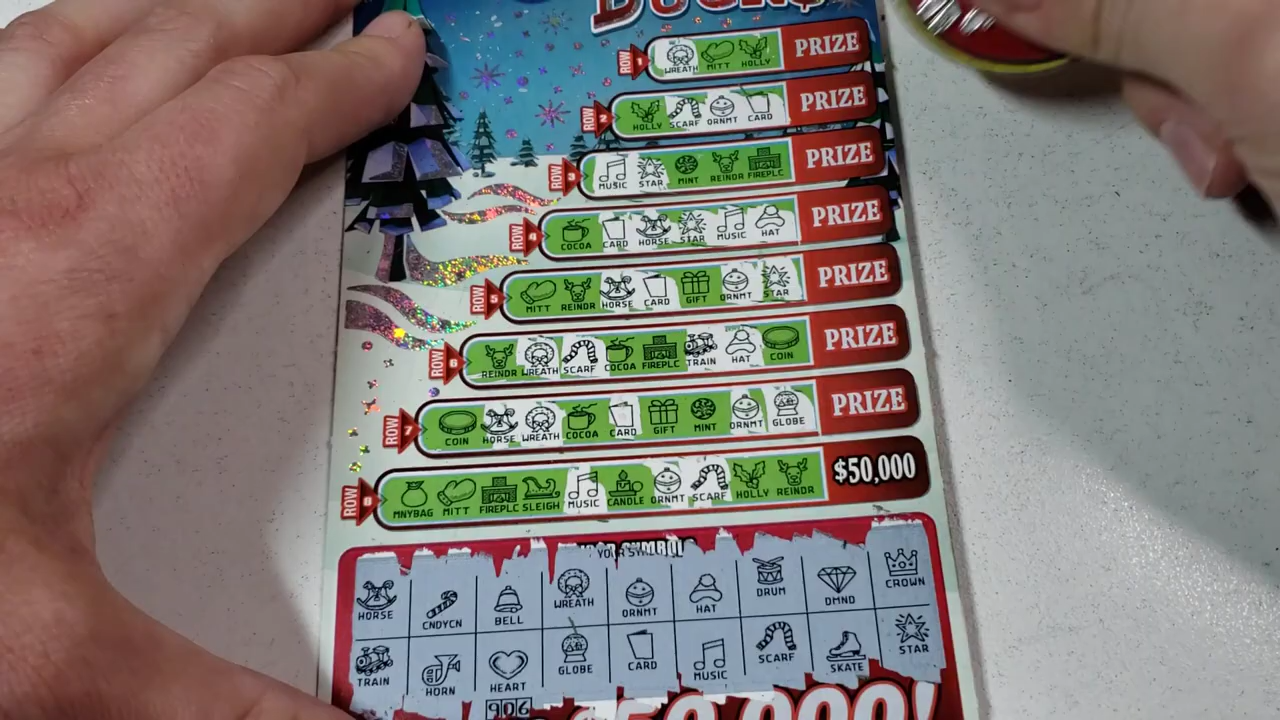 ROW 1 WREATH MITT HOLLY PRIZE
ROW 2 HOLLY SCARF ORNMT CARD PRIZE
ROW 3 MUSIC STAR MINT REINDR FIREPLC PRIZE
ROW 4 COCOA CARD HORSE STAR MUSIC HAT PRIZE
ROW 5 MITT REINDR HORSE CARD GIFT ORNMT STAR PRIZE
ROW 6 REINDR WREATH SCARF COCOA FIREPLC TRAIN HAT COIN PRIZE
ROW 7 COIN HORSE WREATH COCOA CARD GIFT MINT ORNMT GLOBE PRIZE
ROW 8 MNYBAG MITT FIREPLC SLEIGH MUSIC CANDLE ORNMT SCARF HOLLY REINDR $50,000
HORSE CNDYCN BELL WREATH ORNMT HAT DRUM DMND CROWN
TRAIN HORN HEART GLOBE CARD MUSIC SCARF SKATE STAR
906